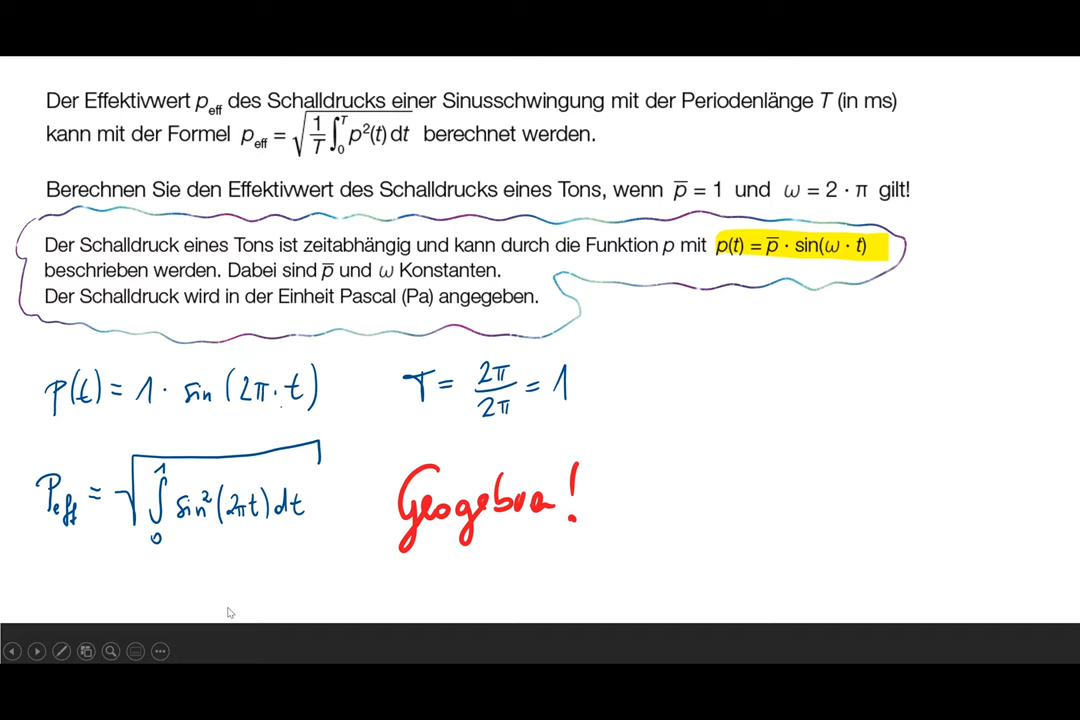 Der Effektivwert p_eff des Schalldrucks einer Sinusschwingung mit der Periodenlänge T (in ms)
kann mit der Formel p_eff = √(1/T ∫₀ᵀ p²(t) dt) berechnet werden.
Berechnen Sie den Effektivwert des Schalldrucks eines Tons, wenn p̅ = 1 und ω = 2 · π gilt!
Der Schalldruck eines Tons ist zeitabhängig und kann durch die Funktion p mit p(t) = p̅ · sin(ω · t)
beschrieben werden. Dabei sind p̅ und ω Konstanten.
Der Schalldruck wird in der Einheit Pascal (Pa) angegeben.
p(t) = 1 · sin (2π · t) T = 2π/2π = 1
P_eff = √(∫₀¹ sin²(2πt) dt) Geogebra!